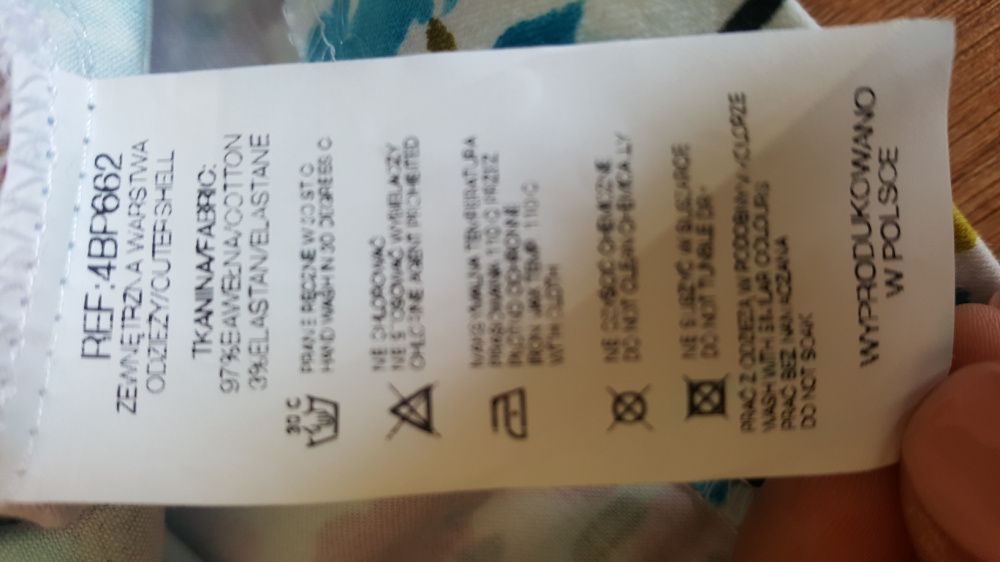 REF:4BP662
ZEWNĘTRZNA WARSTWA
ODZIEŻY/OUTERSHELL
TKANINA/FABRIC:
97%BAWEŁNA/COTTON
3%ELASTAN/ELASTANE
30 C
PRANIE RĘCZNE W 30 ST C
HAND WASH IN 30 DEGREES C
NIE CHLOROWAĆ
NIE STOSOWAĆ WYBIELACZY
CHLORINE AGENT PROHIBITED
MAKSYMALNA TEMPERATURA
PRASOWANIA 110 C PRZEZ
PŁÓTNO OCHRONNE
IRON MAX TEMP 110 C
WITH CLOTH
NIE CZYŚCIĆ CHEMICZNIE
DO NOT CLEAN CHEMICALLY
NIE SUSZYĆ W SUSZARCE
DO NOT TUMBLE DRY
PRAĆ Z ODZIEŻĄ W PODOBNYM KOLORZE
WASH WITH SIMILAR COLOURS
PRAĆ BEZ NAMACZANIA
DO NOT SOAK
WYPRODUKOWANO
W POLSCE